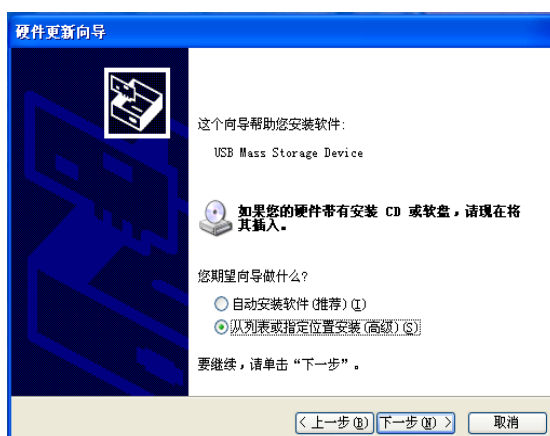 硬件更新向导
这个向导帮助您安装软件:
USB Mass Storage Device
如果您的硬件带有安装 CD 或软盘，请现在将
其插入。
您期望向导做什么?
自动安装软件(推荐)(I)
从列表或指定位置安装(高级)(S)
要继续，请单击“下一步”。
< 上一步(B) 下一步(N) > 取消